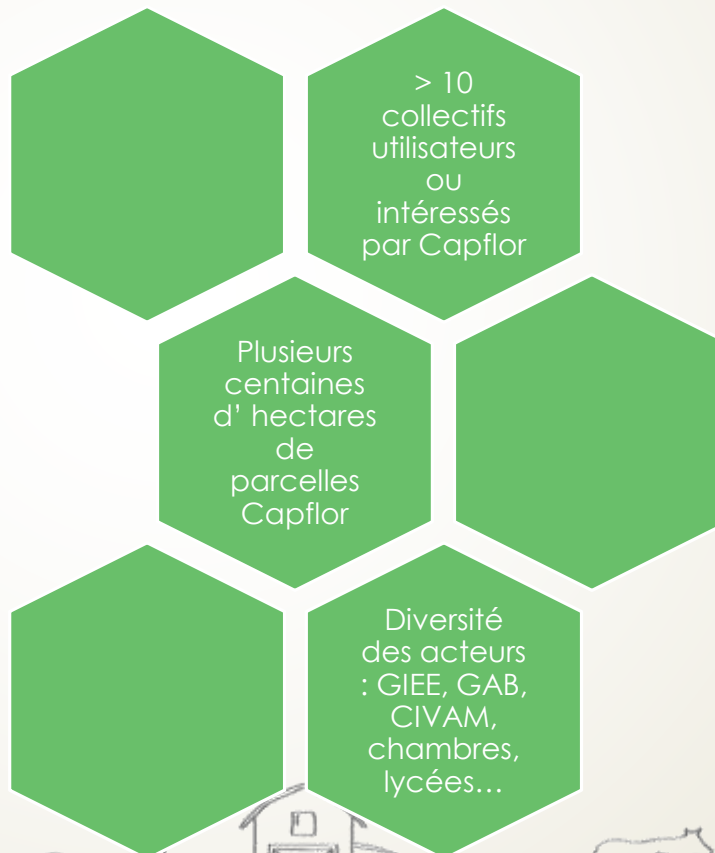 > 10
collectifs
utilisateurs
ou
intéressés
par Capflor
Plusieurs
centaines
d' hectares
de
parcelles
Capflor
Diversité
des acteurs
: GIEE, GAB,
CIVAM,
chambres,
lycées…